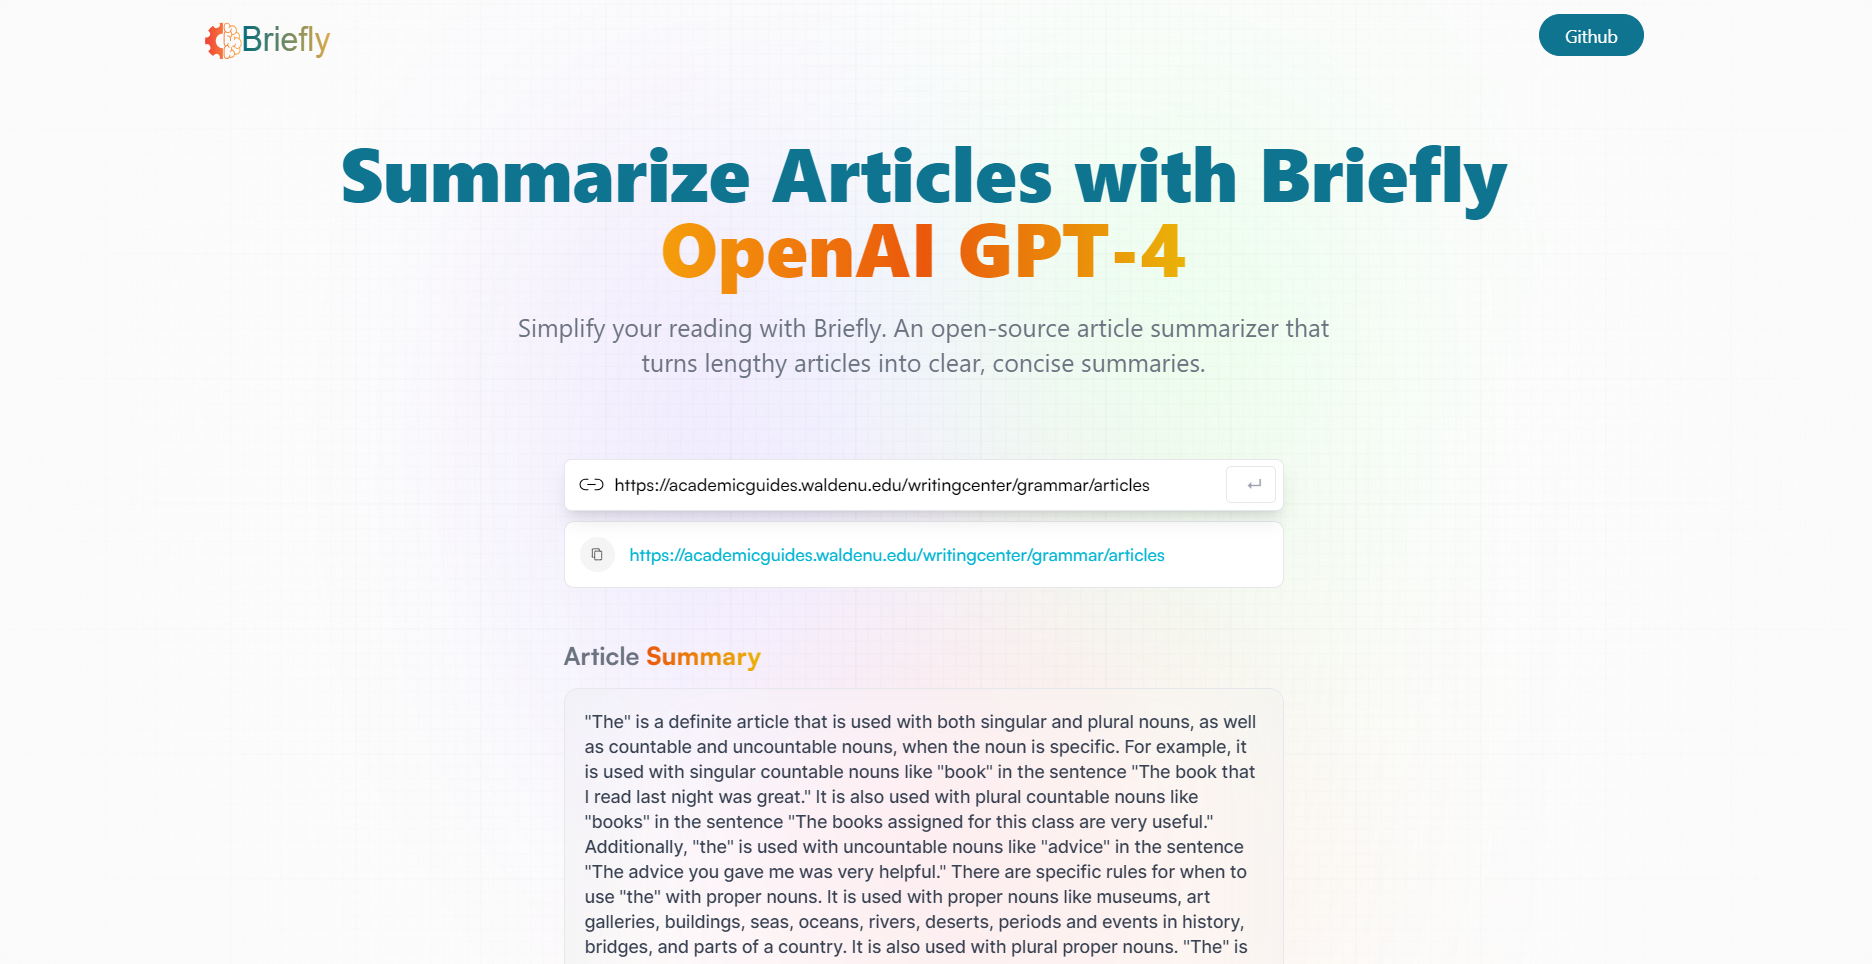 Briefly
Github
Summarize Articles with Briefly
OpenAI GPT-4
Simplify your reading with Briefly. An open-source article summarizer that
turns lengthy articles into clear, concise summaries.
https://academicguides.waldenu.edu/writingcenter/grammar/articles
https://academicguides.waldenu.edu/writingcenter/grammar/articles
Article Summary
"The" is a definite article that is used with both singular and plural nouns, as well
as countable and uncountable nouns, when the noun is specific. For example, it
is used with singular countable nouns like "book" in the sentence "The book that
I read last night was great." It is also used with plural countable nouns like
"books" in the sentence "The books assigned for this class are very useful."
Additionally, "the" is used with uncountable nouns like "advice" in the sentence
"The advice you gave me was very helpful." There are specific rules for when to
use "the" with proper nouns. It is used with proper nouns like museums, art
galleries, buildings, seas, oceans, rivers, deserts, periods and events in history,
bridges, and parts of a country. It is also used with plural proper nouns. "The" is